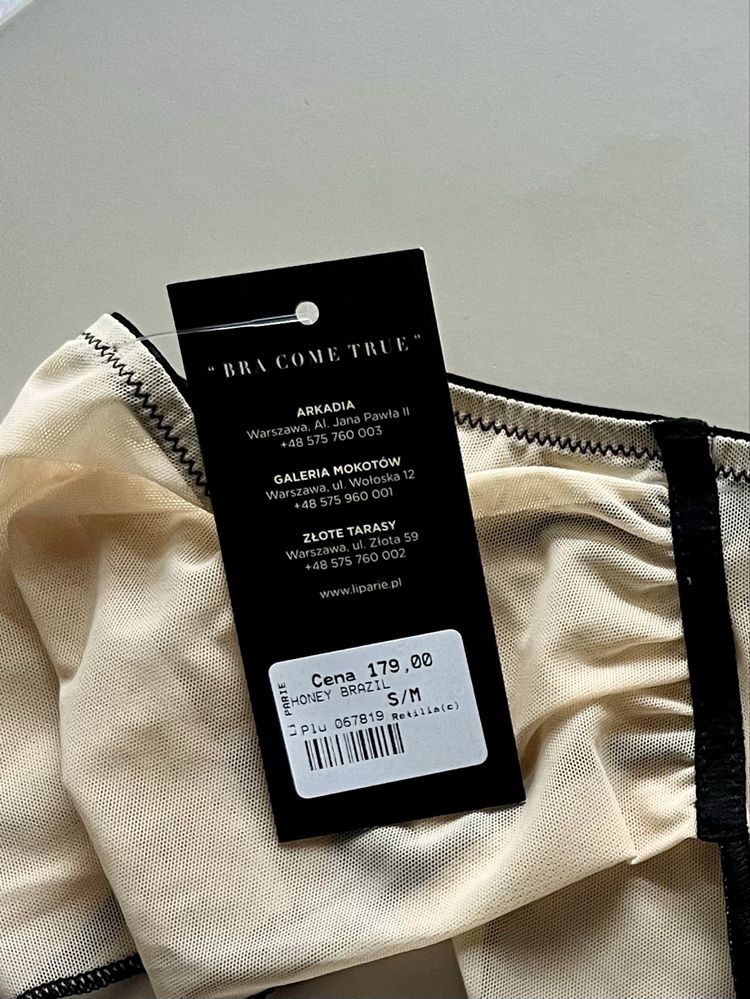 " BRA COME TRUE "
ARKADIA
Warszawa, Al. Jana Pawła II
+48 575 760 003
GALERIA MOKOTÓW
Warszawa, ul. Wołoska 12
+48 575 960 001
ZŁOTE TARASY
Warszawa, ul. Złota 59
+48 575 760 002
www.liparie.pl
Cena 179,00
HONEY BRAZIL
S/M
Plu 067819 Retilia(c)
LI PARIE